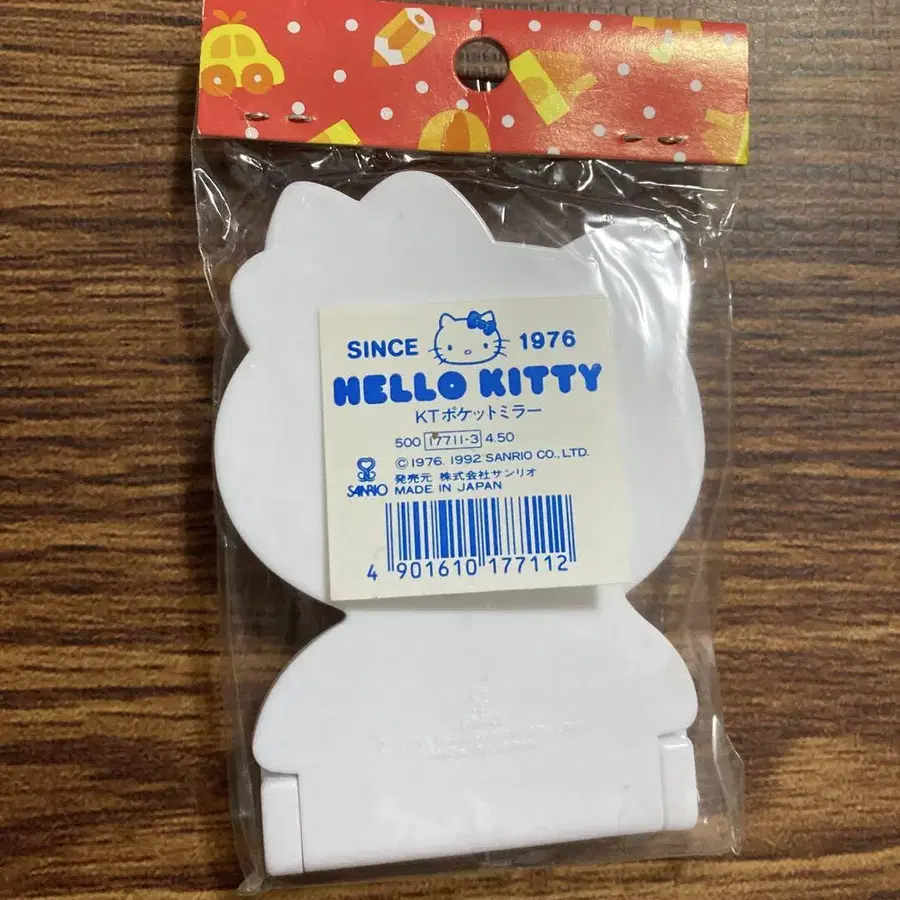 SINCE 1976
HELLO KITTY
KTポケットミラー
500 17711-3 4.50
©1976, 1992 SANRIO CO., LTD.
SANRIO 発売元 株式会社サンリオ
MADE IN JAPAN
4 901610 177112